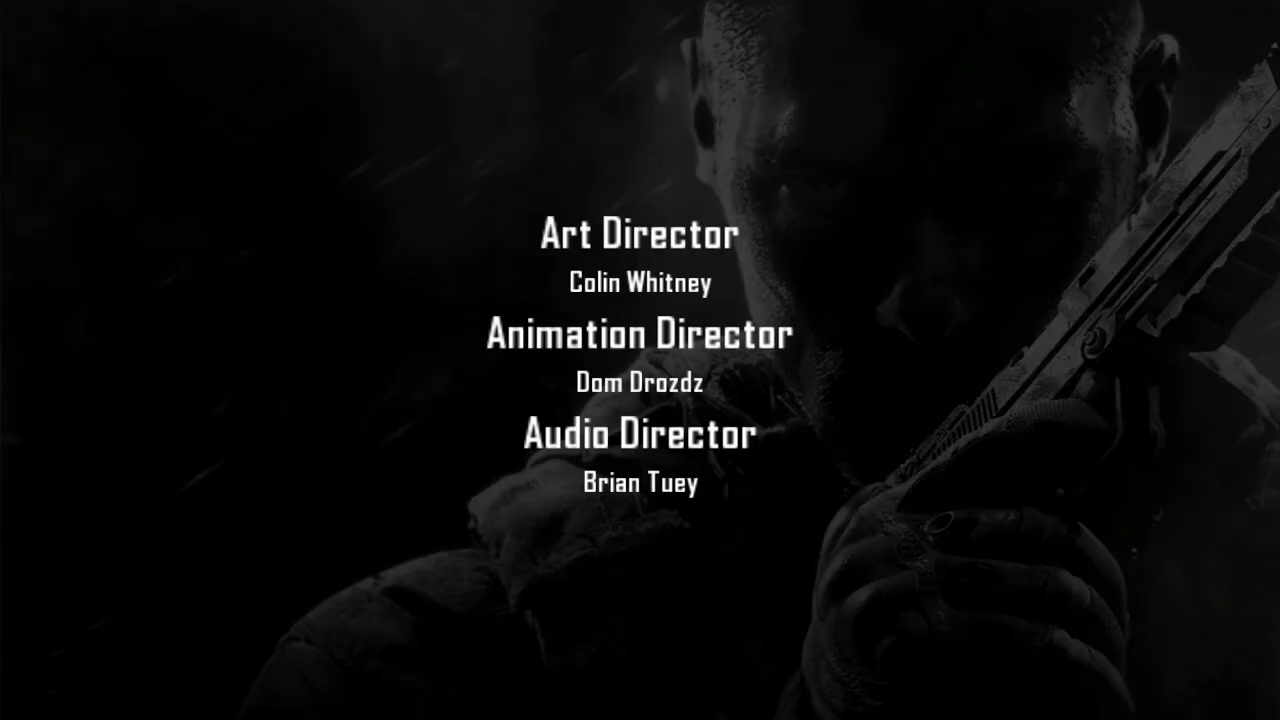 Art Director
Colin Whitney
Animation Director
Dom Drozdz
Audio Director
Brian Tuey